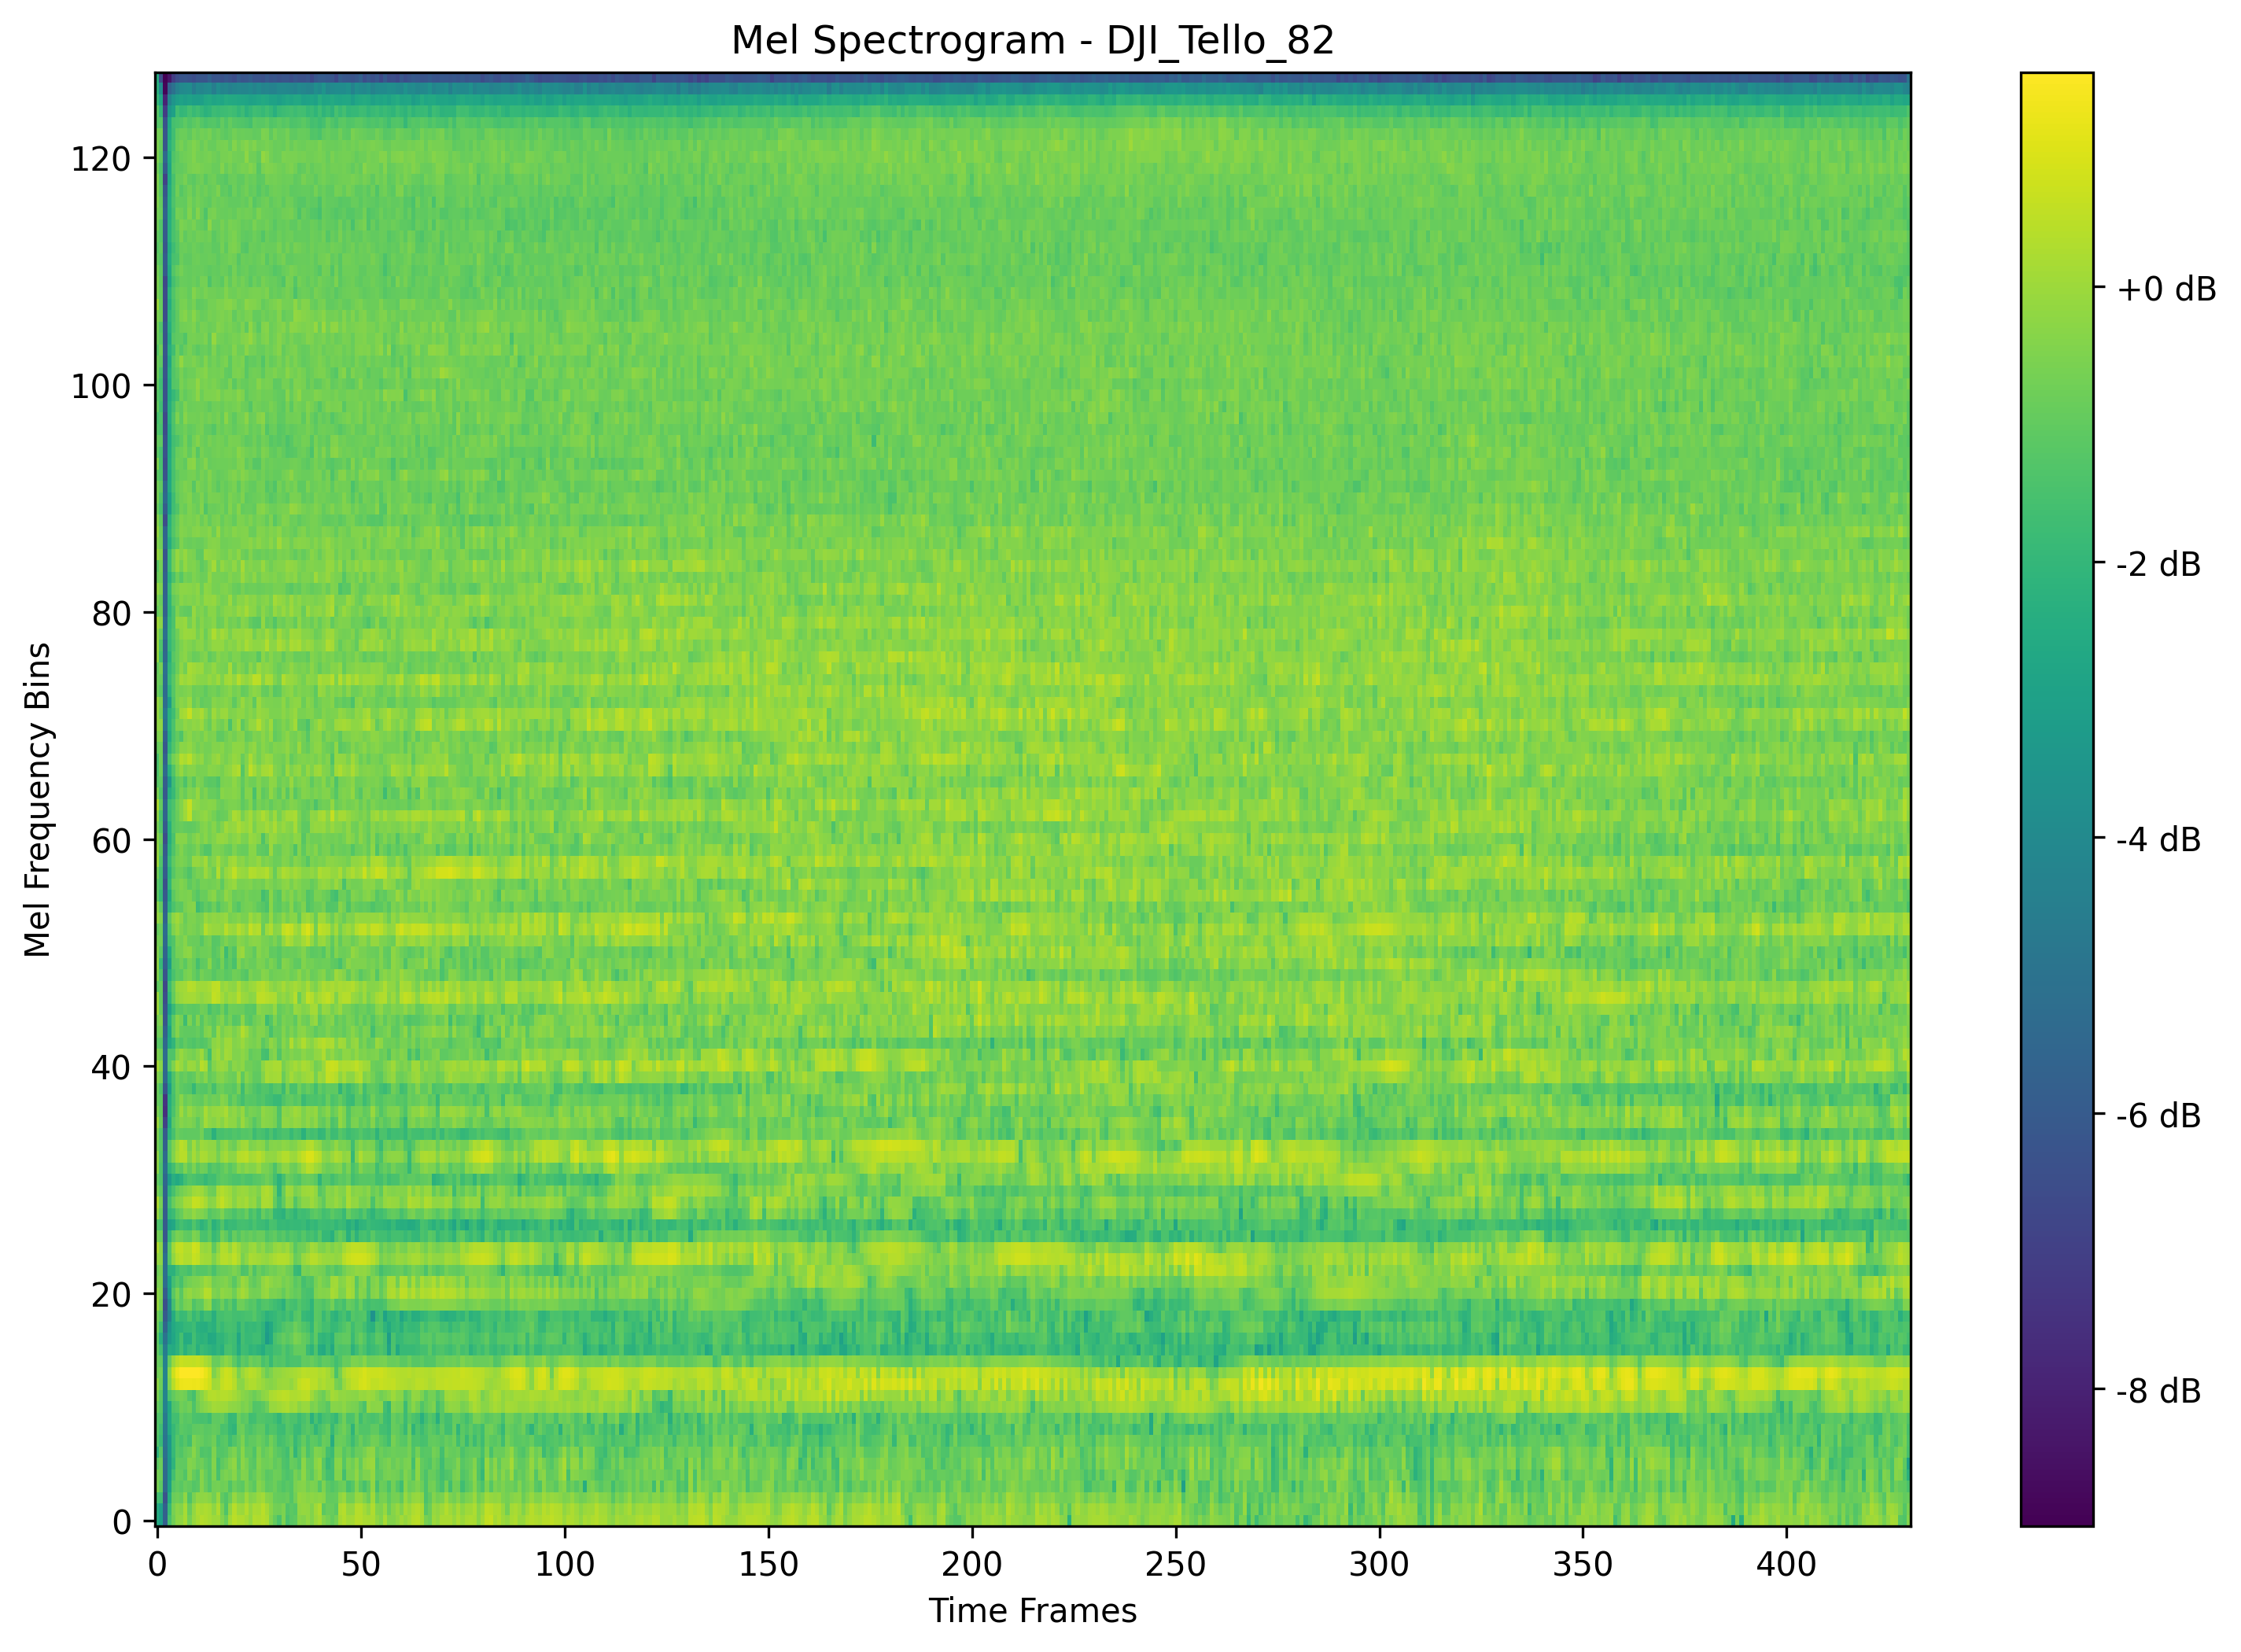 Mel Spectrogram - DJI_Tello_82
Mel Frequency Bins
120
100
80
60
40
20
0
0 50 100 150 200 250 300 350 400
Time Frames
+0 dB
-2 dB
-4 dB
-6 dB
-8 dB